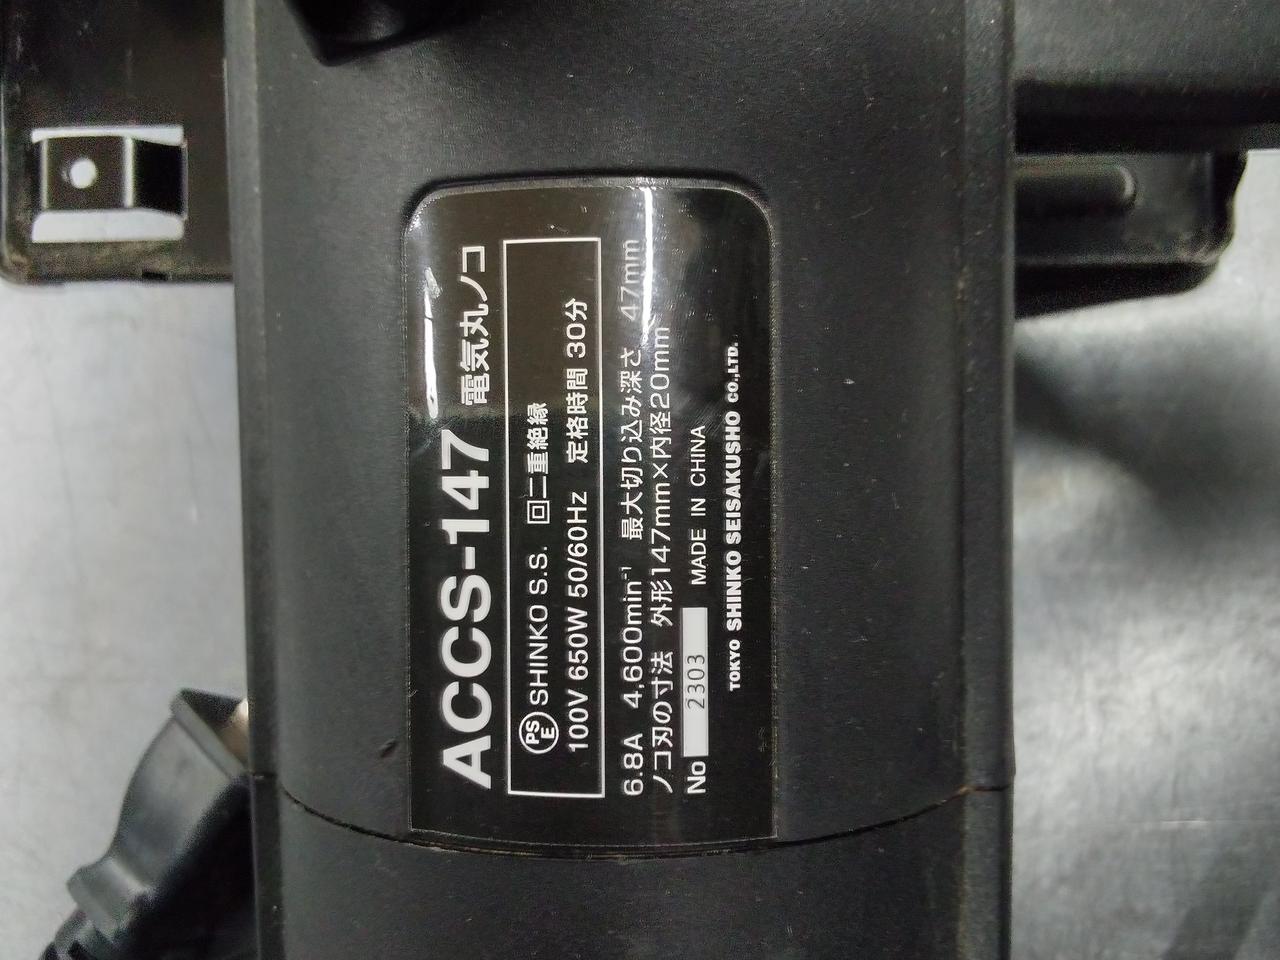 ACCS-147 電気丸ノコ
PSE SHINKO S.S. 回二重絶縁
100V 650W 50/60Hz 定格時間 30分
6.8A 4,600min⁻¹ 最大切り込み深さ 47mm
ノコ刃の寸法 外形147mm×内径20mm
No 2303 MADE IN CHINA
TOKYO SHINKO SEISAKUSHO CO.,LTD.